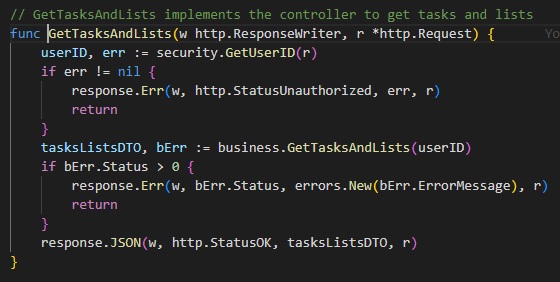 // GetTasksAndLists implements the controller to get tasks and lists
func GetTasksAndLists(w http.ResponseWriter, r *http.Request) { Yo
    userID, err := security.GetUserID(r)
    if err != nil {
        response.Err(w, http.StatusUnauthorized, err, r)
        return
    }
    tasksListsDTO, bErr := business.GetTasksAndLists(userID)
    if bErr.Status > 0 {
        response.Err(w, bErr.Status, errors.New(bErr.ErrorMessage), r)
        return
    }
    response.JSON(w, http.StatusOK, tasksListsDTO, r)
}